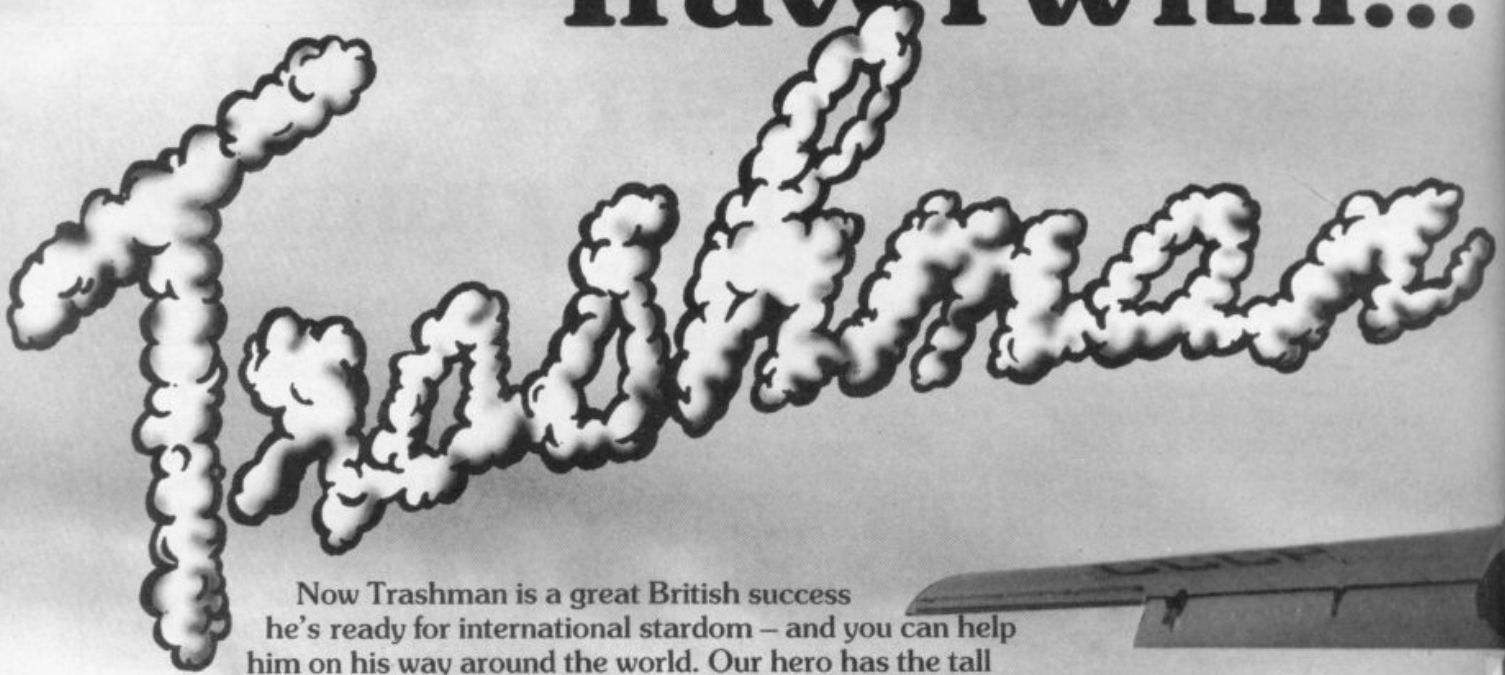 with...
Trashman
Now Trashman is a great British success
he's ready for international stardom – and you can help
him on his way around the world. Our hero has the tall